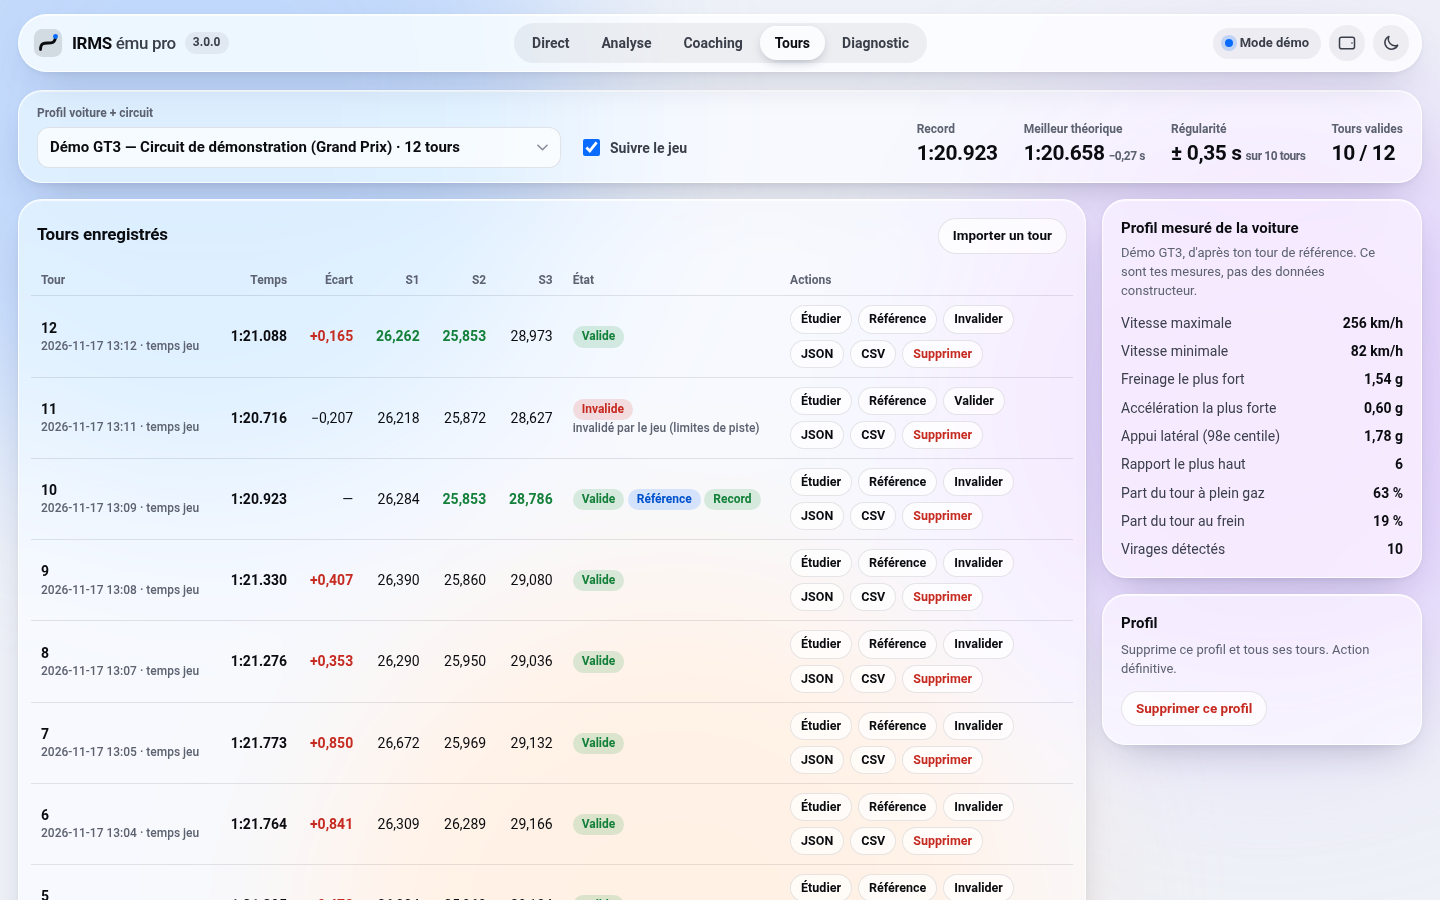 IRMS ému pro 3.0.0
Direct Analyse Coaching Tours Diagnostic
Mode démo
Profil voiture + circuit
Démo GT3 — Circuit de démonstration (Grand Prix) · 12 tours
Suivre le jeu
Record
1:20.923
Meilleur théorique
1:20.658 −0,27 s
Régularité
± 0,35 s sur 10 tours
Tours valides
10 / 12
Tours enregistrés
Importer un tour
Tour Temps Écart S1 S2 S3 État Actions
12
2026-11-17 13:12 · temps jeu
1:21.088 +0,165 26,262 25,853 28,973 Valide
Étudier Référence Invalider
JSON CSV Supprimer
11
2026-11-17 13:11 · temps jeu
1:20.716 −0,207 26,218 25,872 28,627 Invalide
invalidé par le jeu (limites de piste)
Étudier Référence Valider
JSON CSV Supprimer
10
2026-11-17 13:09 · temps jeu
1:20.923 — 26,284 25,853 28,786 Valide Référence Record
Étudier Référence Invalider
JSON CSV Supprimer
9
2026-11-17 13:08 · temps jeu
1:21.330 +0,407 26,390 25,860 29,080 Valide
Étudier Référence Invalider
JSON CSV Supprimer
8
2026-11-17 13:07 · temps jeu
1:21.276 +0,353 26,290 25,950 29,036 Valide
Étudier Référence Invalider
JSON CSV Supprimer
7
2026-11-17 13:05 · temps jeu
1:21.773 +0,850 26,672 25,969 29,132 Valide
Étudier Référence Invalider
JSON CSV Supprimer
6
2026-11-17 13:04 · temps jeu
1:21.764 +0,841 26,309 26,289 29,166 Valide
Étudier Référence Invalider
JSON CSV Supprimer
5
Étudier Référence Invalider
Profil mesuré de la voiture
Démo GT3, d'après ton tour de référence. Ce
sont tes mesures, pas des données
constructeur.
Vitesse maximale 256 km/h
Vitesse minimale 82 km/h
Freinage le plus fort 1,54 g
Accélération la plus forte 0,60 g
Appui latéral (98e centile) 1,78 g
Rapport le plus haut 6
Part du tour à plein gaz 63 %
Part du tour au frein 19 %
Virages détectés 10
Profil
Supprime ce profil et tous ses tours. Action
définitive.
Supprimer ce profil